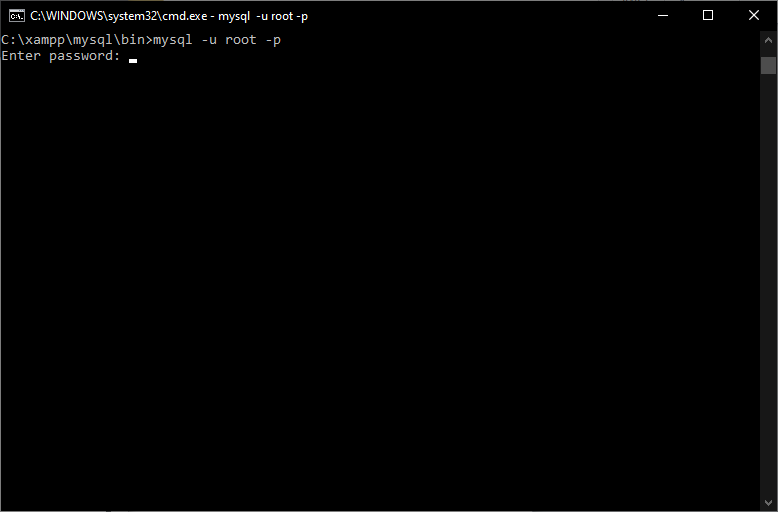 C:\WINDOWS\system32\cmd.exe - mysql  -u root -p
C:\xampp\mysql\bin>mysql -u root -p
Enter password: